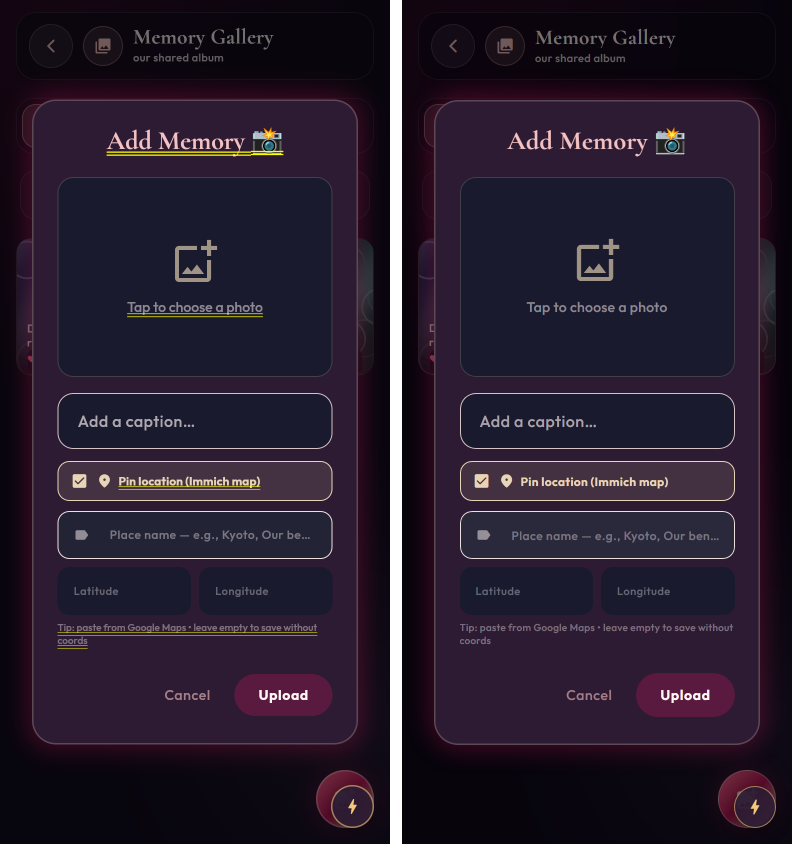 Memory Gallery
our shared album
Add Memory 📸
Tap to choose a photo
Add a caption...
Pin location (Immich map)
Place name — e.g., Kyoto, Our be...
Latitude
Longitude
Tip: paste from Google Maps • leave empty to save without
coords
Cancel
Upload
Memory Gallery
our shared album
Add Memory 📸
Tap to choose a photo
Add a caption...
Pin location (Immich map)
Place name — e.g., Kyoto, Our ben...
Latitude
Longitude
Tip: paste from Google Maps • leave empty to save without
coords
Cancel
Upload